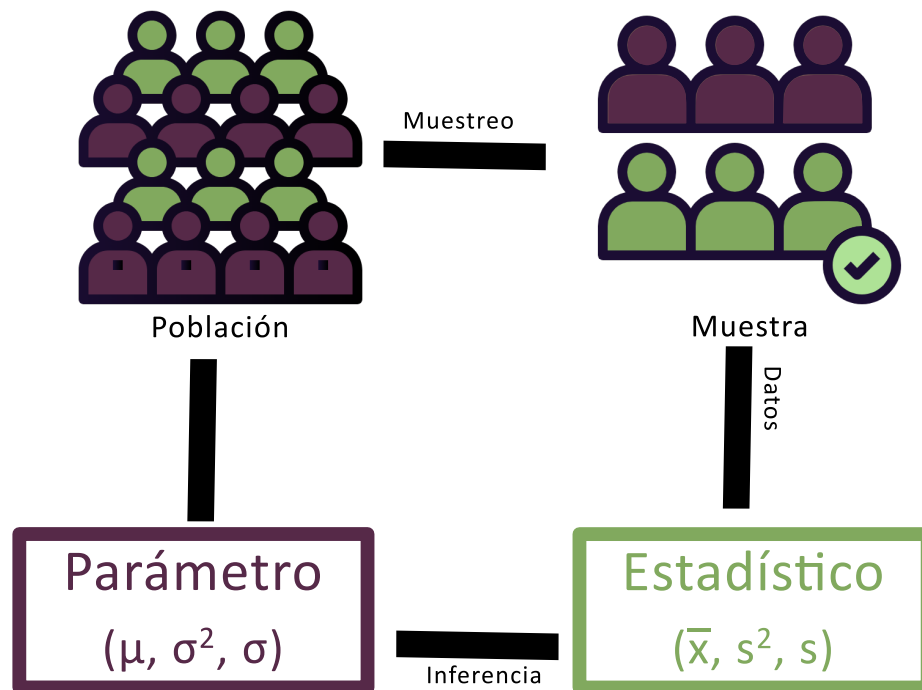 Muestreo
Población
Muestra
Datos
Parámetro
(μ, σ², σ)
Estadístico
(x̅, s², s)
Inferencia